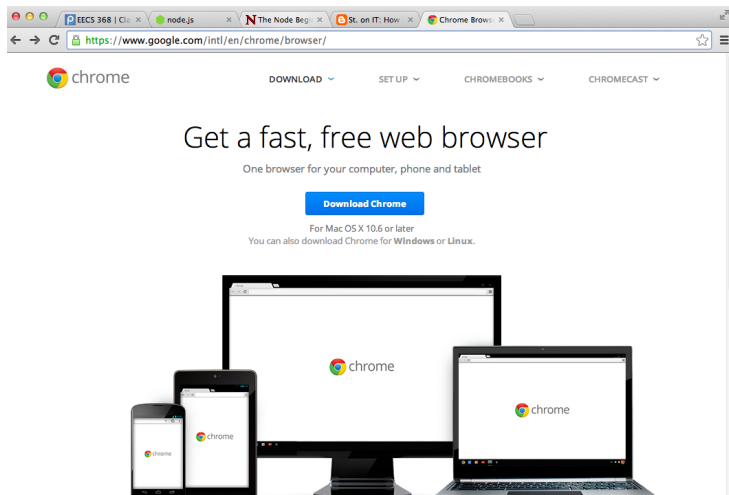 EECS 368 | Cla
node.js
The Node Begi
St. on IT: How
Chrome Brows
https://www.google.com/intl/en/chrome/browser/
chrome
DOWNLOAD
SET UP
CHROMEBOOKS
CHROMECAST
Get a fast, free web browser
One browser for your computer, phone and tablet
Download Chrome
For Mac OS X 10.6 or later
You can also download Chrome for Windows or Linux.
chrome
chrome
chrome
chrome